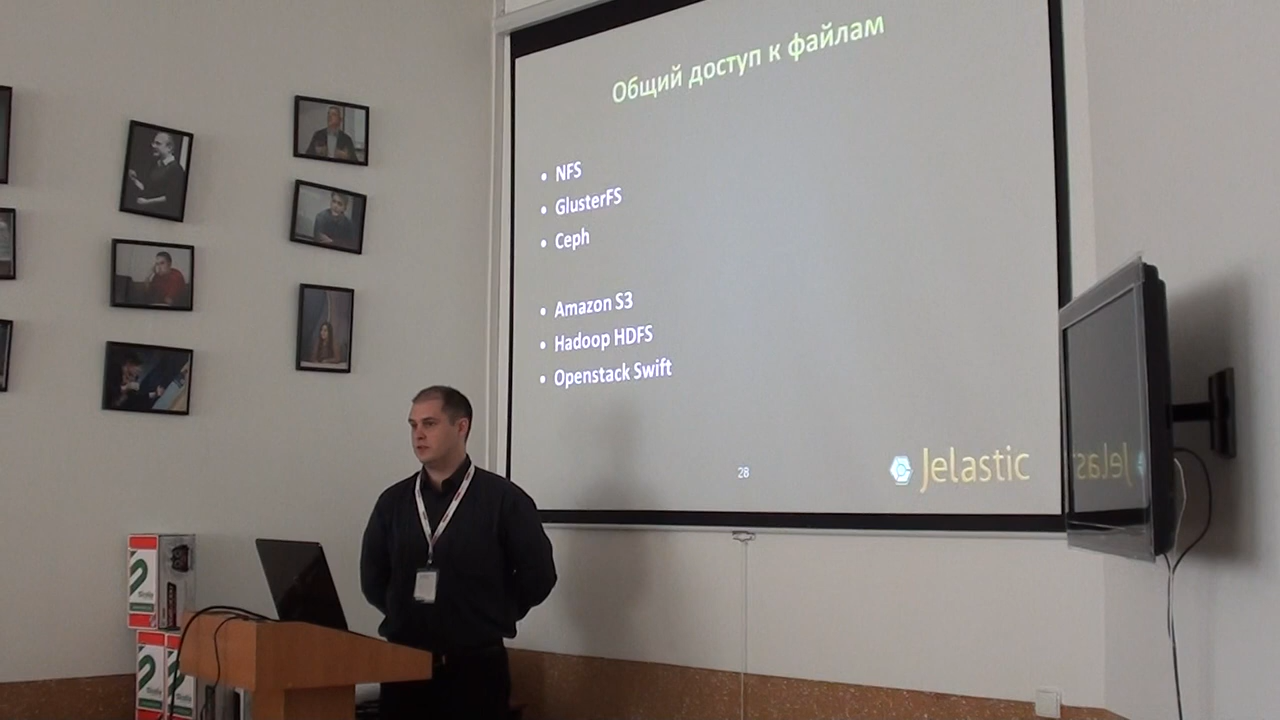 Общий доступ к файлам
• NFS
• GlusterFS
• Ceph
• Amazon S3
• Hadoop HDFS
• Openstack Swift
28
Jelastic